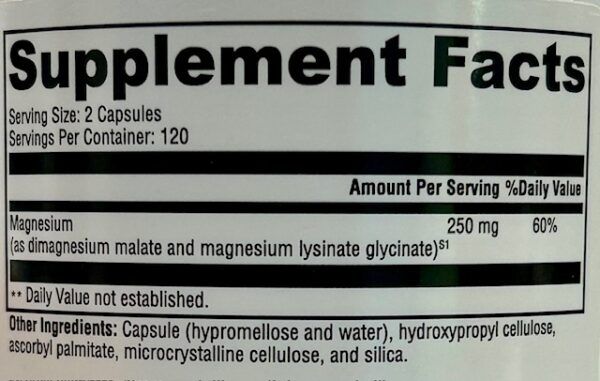 Supplement Facts
Serving Size: 2 Capsules
Servings Per Container: 120
Amount Per Serving %Daily Value
Magnesium 250 mg 60%
(as dimagnesium malate and magnesium lysinate glycinate)S1
** Daily Value not established.
Other Ingredients: Capsule (hypromellose and water), hydroxypropyl cellulose,
ascorbyl palmitate, microcrystalline cellulose, and silica.